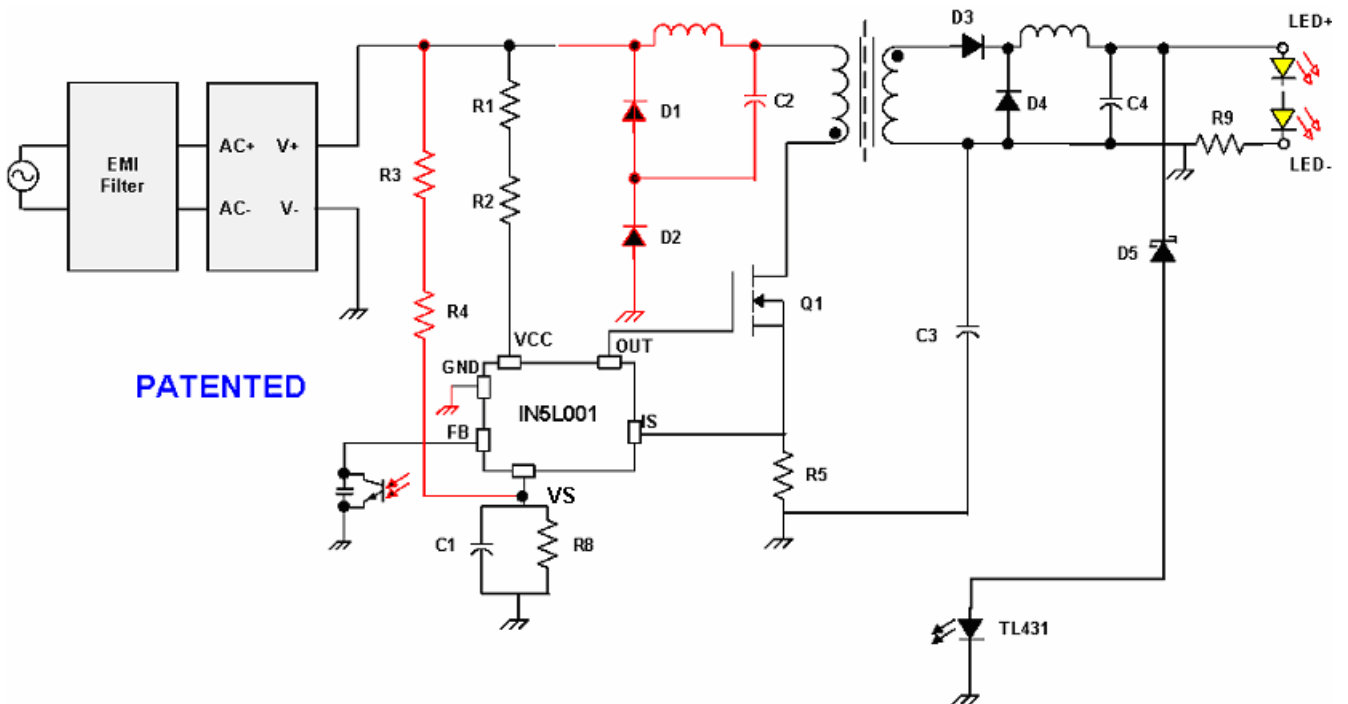 D3
LED+
R1
C2
D1
D4
C4
R9
LED-
EMI
Filter
AC+ V+
AC- V-
R3
R2
D2
D5
R4
Q1
C3
VCC
OUT
GND
PATENTED
IN5L001
IS
FB
R5
VS
C1
R8
TL431